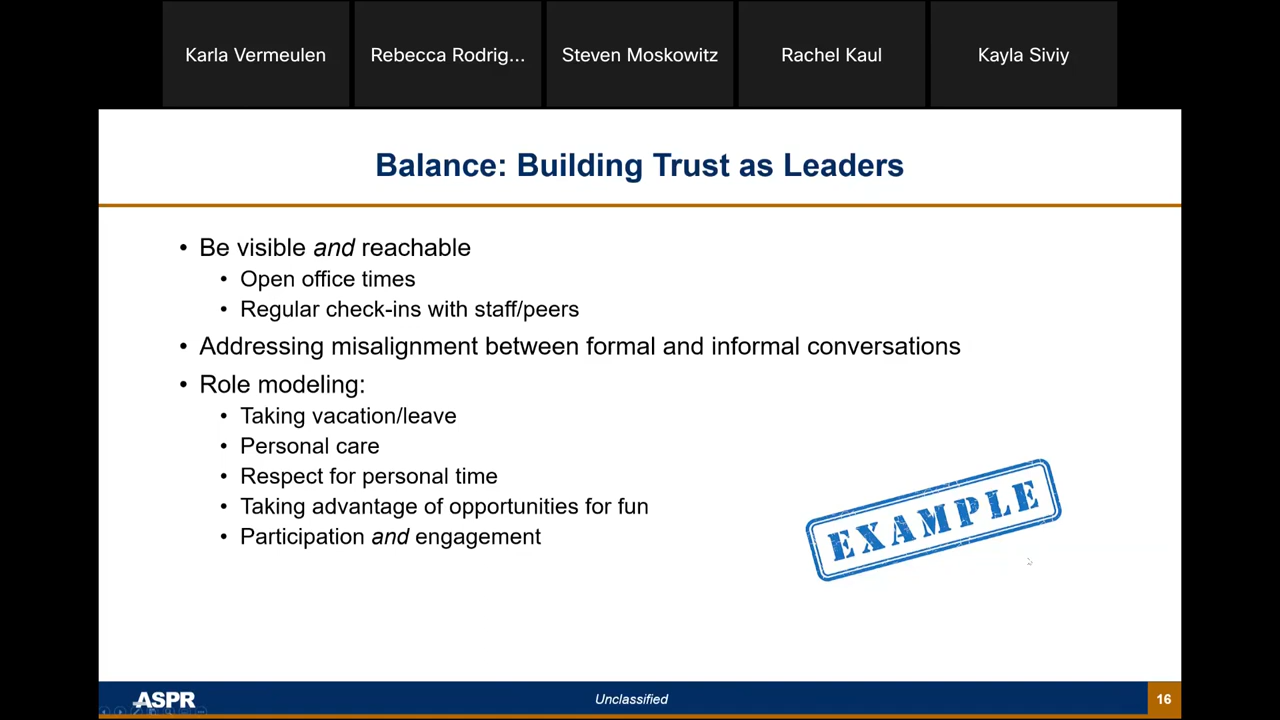 Karla Vermeulen
Rebecca Rodrig...
Steven Moskowitz
Rachel Kaul
Kayla Siviy
Balance: Building Trust as Leaders
• Be visible and reachable
• Open office times
• Regular check-ins with staff/peers
• Addressing misalignment between formal and informal conversations
• Role modeling:
• Taking vacation/leave
• Personal care
• Respect for personal time
• Taking advantage of opportunities for fun
• Participation and engagement
EXAMPLE
ASPR
Unclassified
16